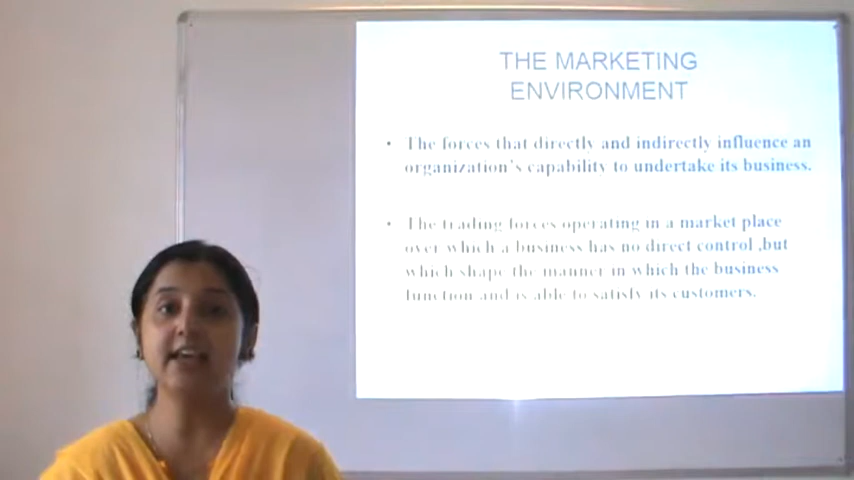 THE MARKETING
ENVIRONMENT
• The forces that directly and indirectly influence an
organization's capability to undertake its business.
• The trading forces operating in a market place
over which a business has no direct control ,but
which shape the manner in which the business
function and is able to satisfy its customers.